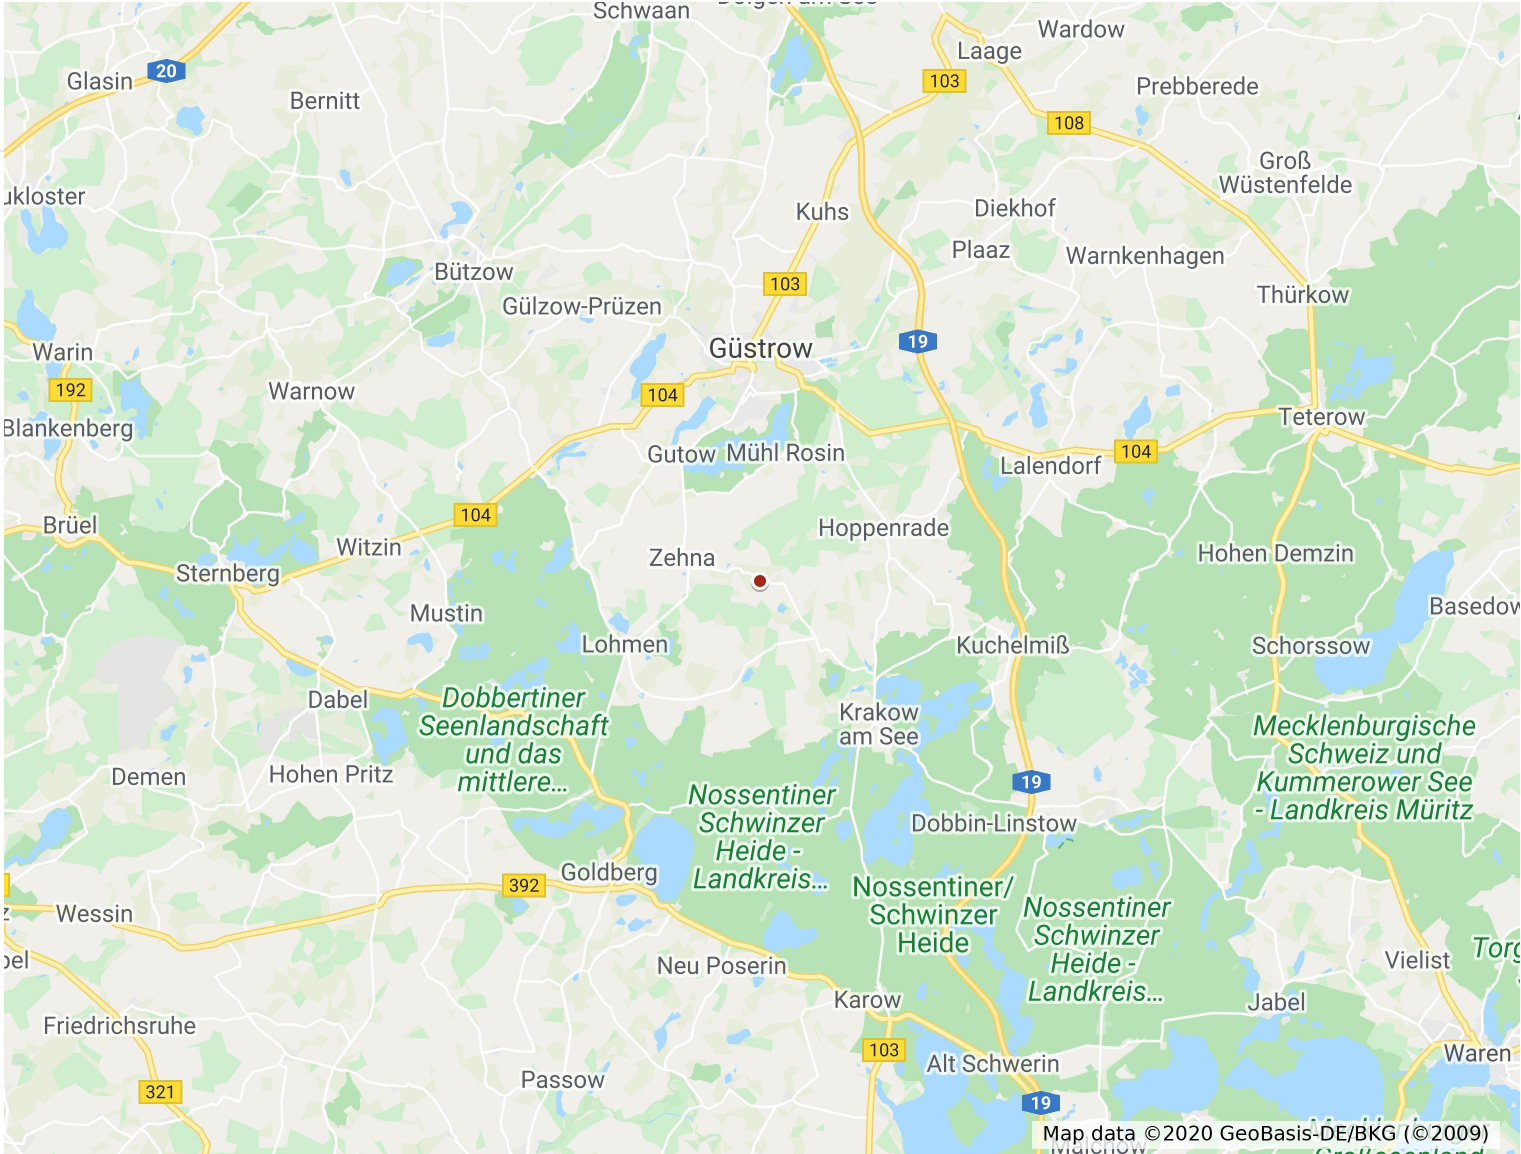 Schwaan
Wardow
Laage
Glasin
20
103
Prebberede
Bernitt
108
Groß
Wüstenfelde
ukloster
Kuhs
Diekhof
Plaaz
Warnkenhagen
Bützow
103
Thürkow
Gülzow-Prüzen
19
Güstrow
Warin
192
Warnow
104
Teterow
Blankenberg
Gutow
Mühl Rosin
104
Lalendorf
104
Brüel
Hoppenrade
Witzin
Zehna
Hohen Demzin
Sternberg
Mustin
Basedow
Lohmen
Kuchelmiß
Schorssow
Dabel
Dobbertiner
Seenlandschaft
und das
mittlere...
Krakow
am See
Mecklenburgische
Schweiz und
Kummerower See
- Landkreis Müritz
Demen
Hohen Pritz
19
Nossentiner
Schwinzer
Heide -
Landkreis...
Dobbin-Linstow
Goldberg
392
Nossentiner/
Schwinzer
Heide
Nossentiner
Schwinzer
Heide -
Landkreis...
Wessin
Torg
Vielist
Neu Poserin
Karow
Jabel
Friedrichsruhe
103
Waren
Alt Schwerin
Passow
321
19
Map data ©2020 GeoBasis-DE/BKG (©2009)